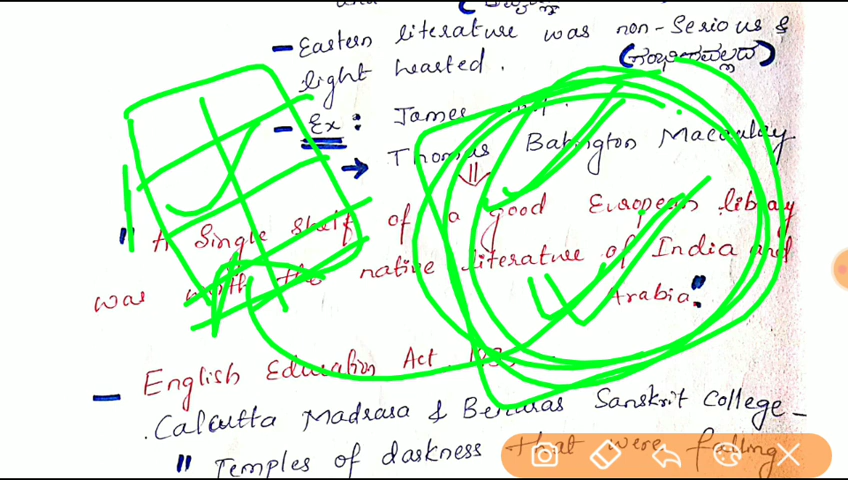 - Eastern literature was non-Serious &
light hearted. (ಗಂಭೀರವಲ್ಲದ)
- Ex: James
→ Thomas Babington Macaulay
" A Single shelf of a good European library
was worth the native literature of India and
Arabia."
- English Education Act
Calcutta Madrasa & Benaras Sanskrit College -
" Temples of darkness that were falling